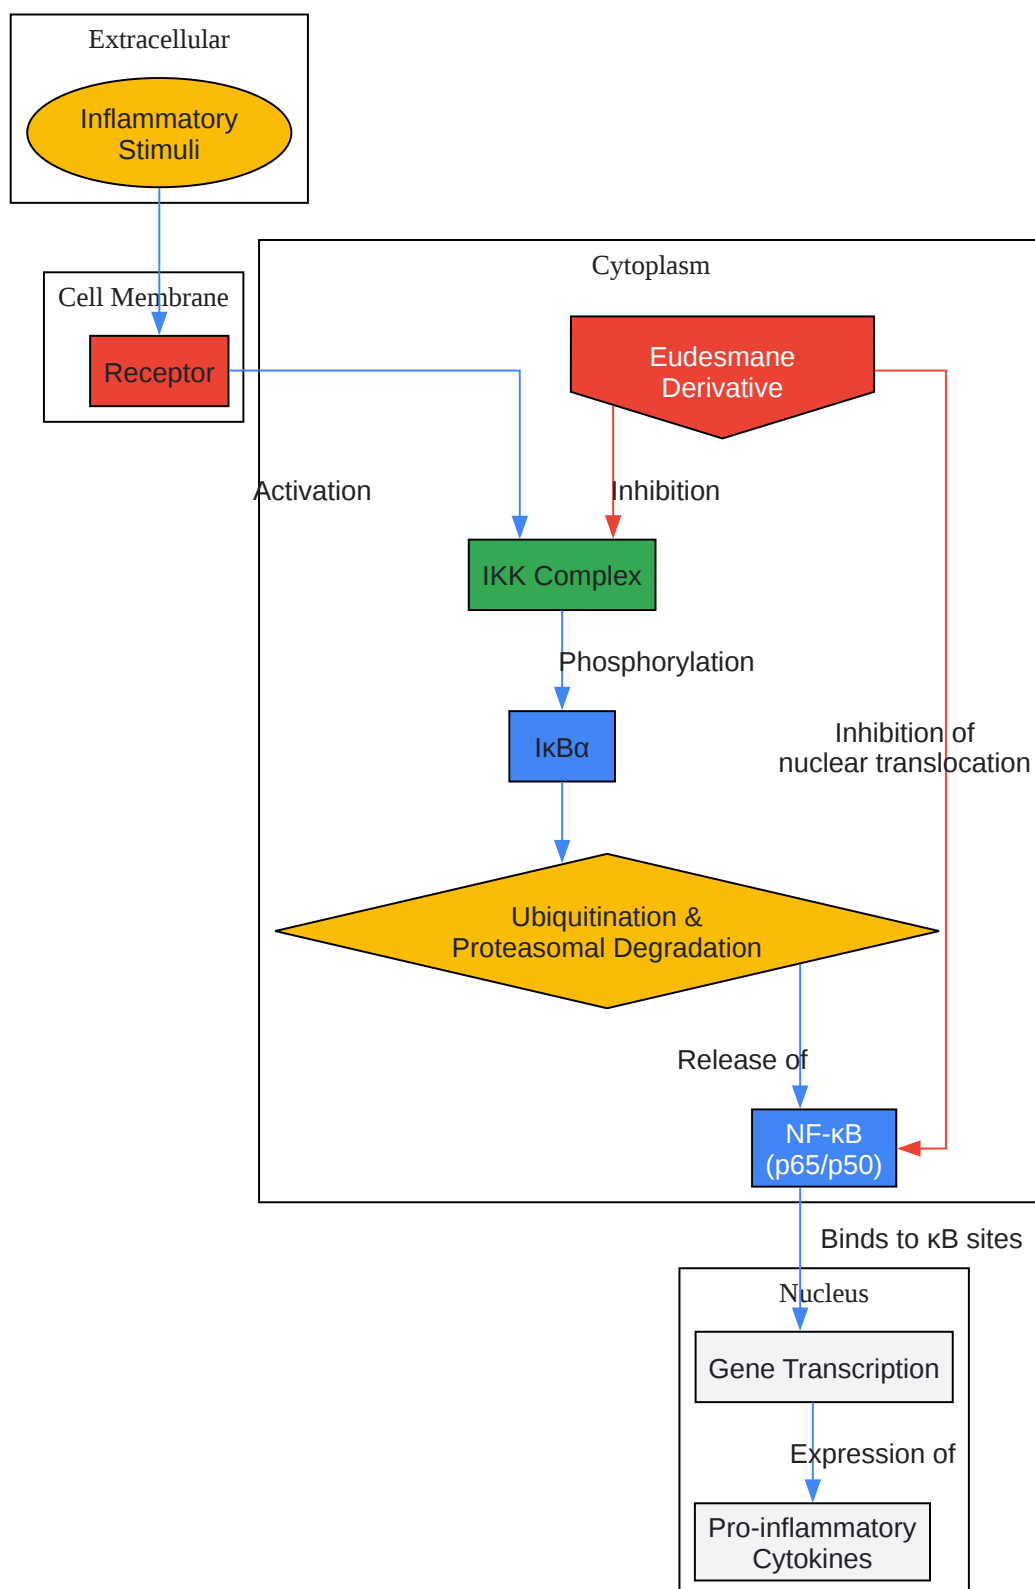 Extracellular
Inflammatory
Stimuli
Cytoplasm
Cell Membrane
Receptor
Eudesmane
Derivative
Activation
Inhibition
IKK Complex
Phosphorylation
IκBα
Inhibition of
nuclear translocation
Ubiquitination &
Proteasomal Degradation
Release of
NF-κB
(p65/p50)
Binds to κB sites
Nucleus
Gene Transcription
Expression of
Pro-inflammatory
Cytokines